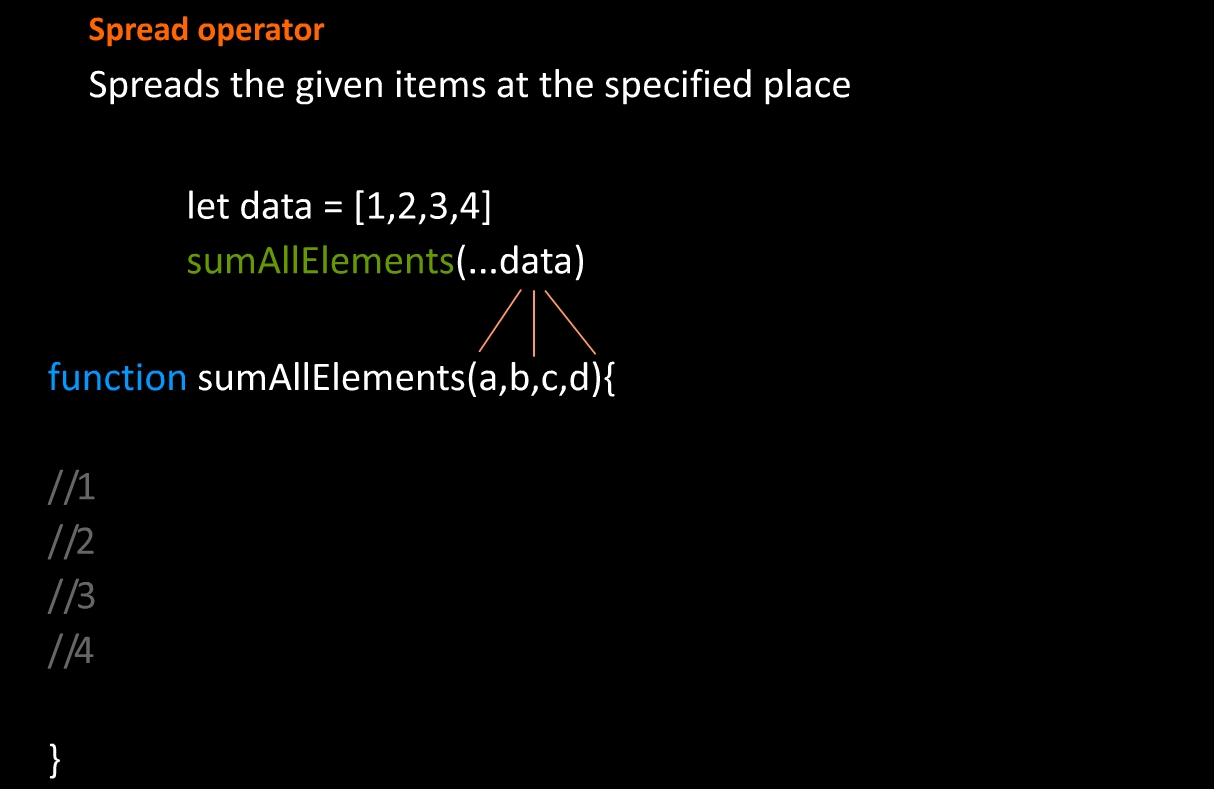 Spread operator
Spreads the given items at the specified place
let data = [1,2,3,4]
sumAllElements(...data)
function sumAllElements(a,b,c,d){
//1
//2
//3
//4
}